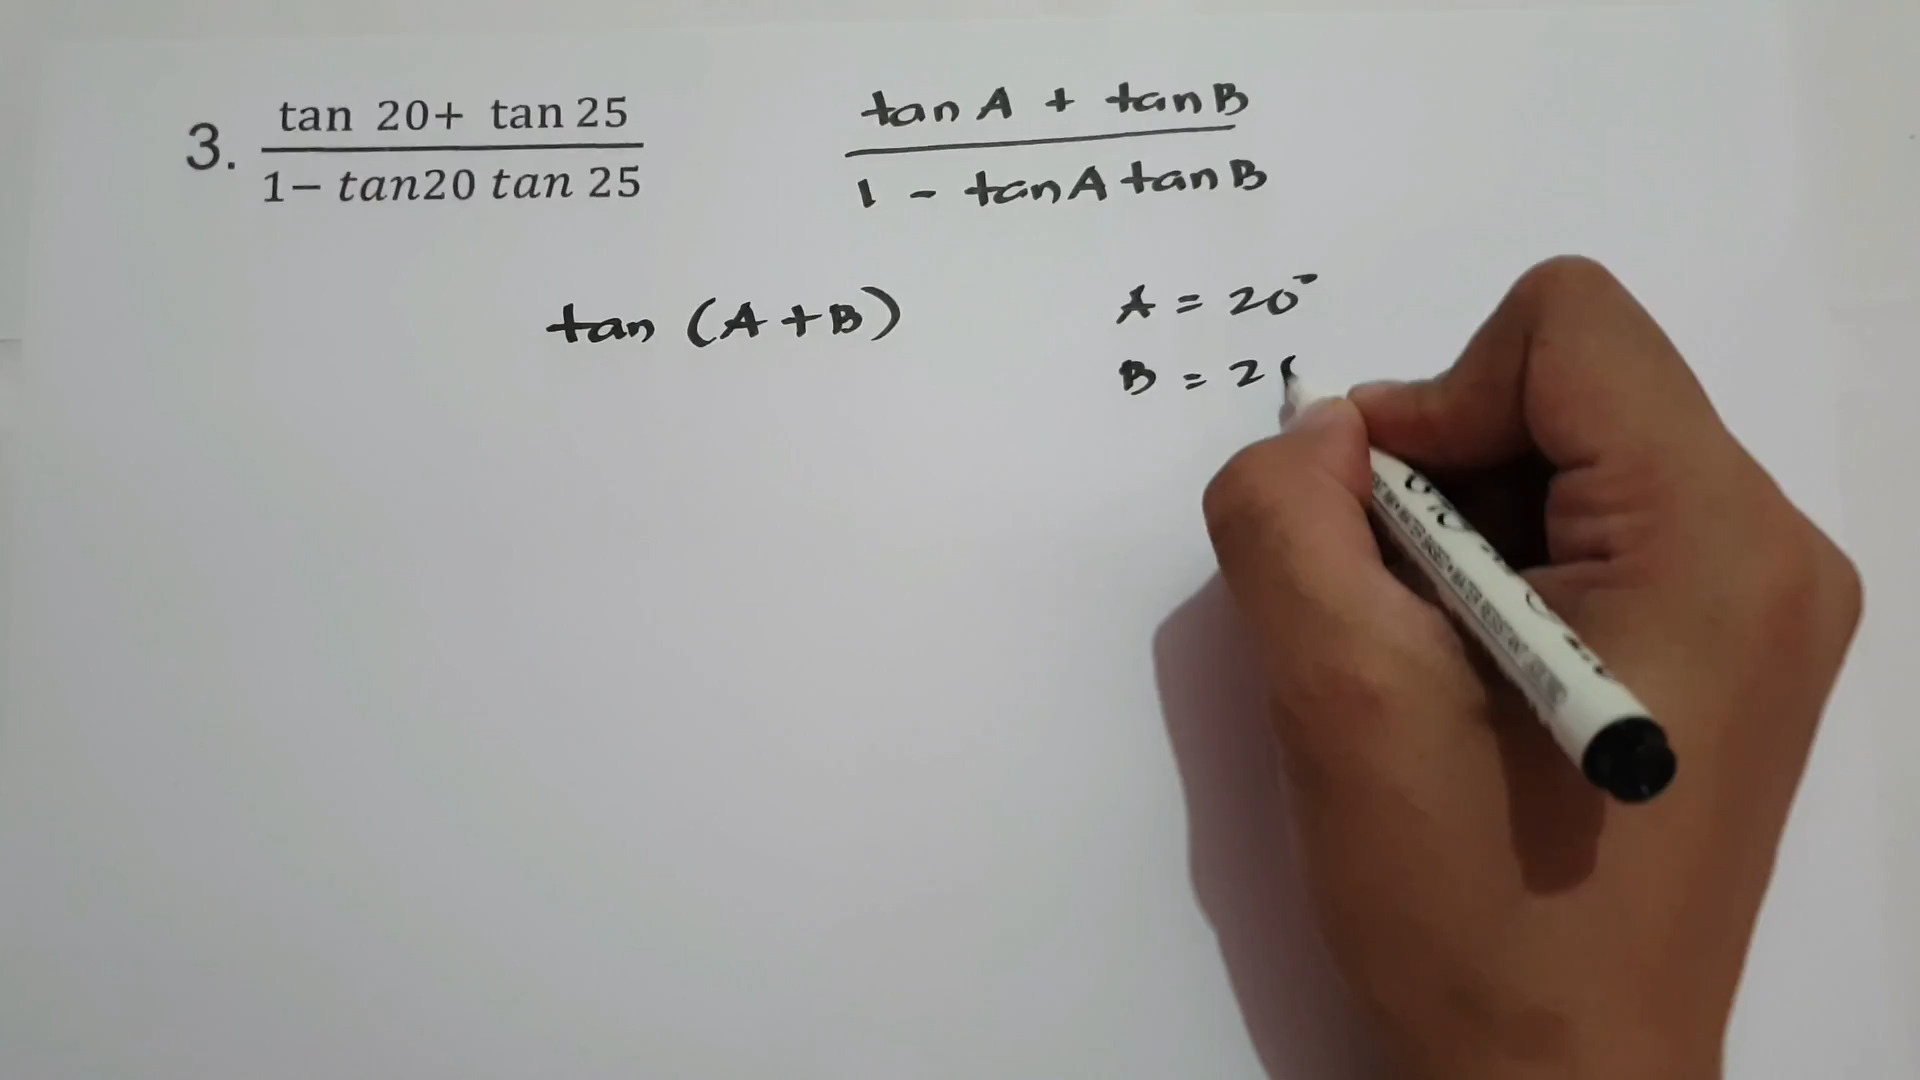 3. tan 20+ tan 25
1− tan20 tan 25
tan A + tan B
1 - tan A tan B
tan (A + B)
A = 20°
B = 2